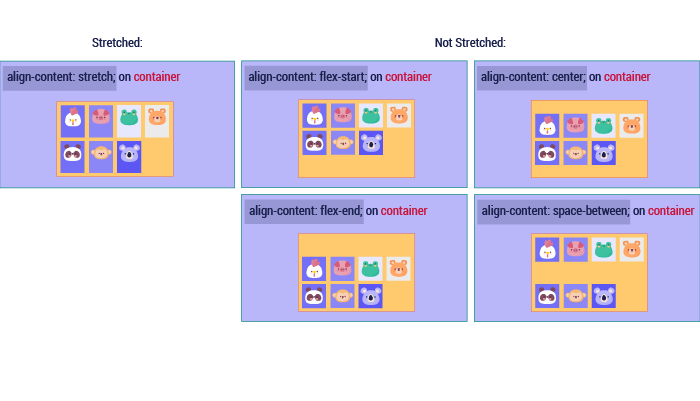 Stretched:
Not Stretched:
align-content: stretch; on container
align-content: flex-start; on container
align-content: center; on container
align-content: flex-end; on container
align-content: space-between; on container